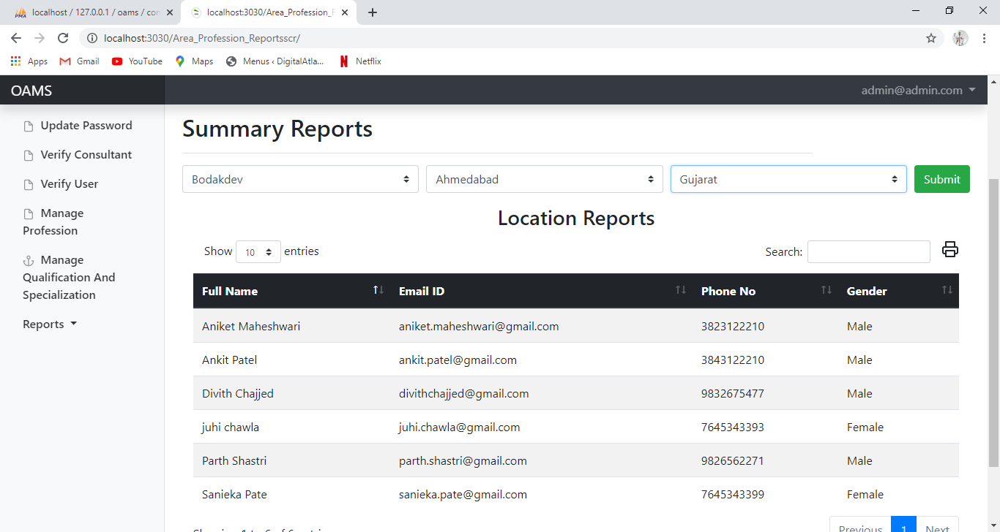 localhost / 127.0.0.1 / oams / con
localhost:3030/Area_Profession_R
localhost:3030/Area_Profession_Reportsscr/
Apps Gmail YouTube Maps Menus ‹ DigitalAtla... Netflix
OAMS admin@admin.com
Update Password
Verify Consultant
Verify User
Manage
Profession
Manage
Qualification And
Specialization
Reports
Summary Reports
Bodakdev Ahmedabad Gujarat Submit
Location Reports
Show 10 entries Search:
Full Name Email ID Phone No Gender
Aniket Maheshwari aniket.maheshwari@gmail.com 3823122210 Male
Ankit Patel ankit.patel@gmail.com 3843122210 Male
Divith Chajjed divithchajjed@gmail.com 9832675477 Male
juhi chawla juhi.chawla@gmail.com 7645343393 Female
Parth Shastri parth.shastri@gmail.com 9826562271 Male
Sanieka Pate sanieka.pate@gmail.com 7645343399 Female
Previous 1 Next